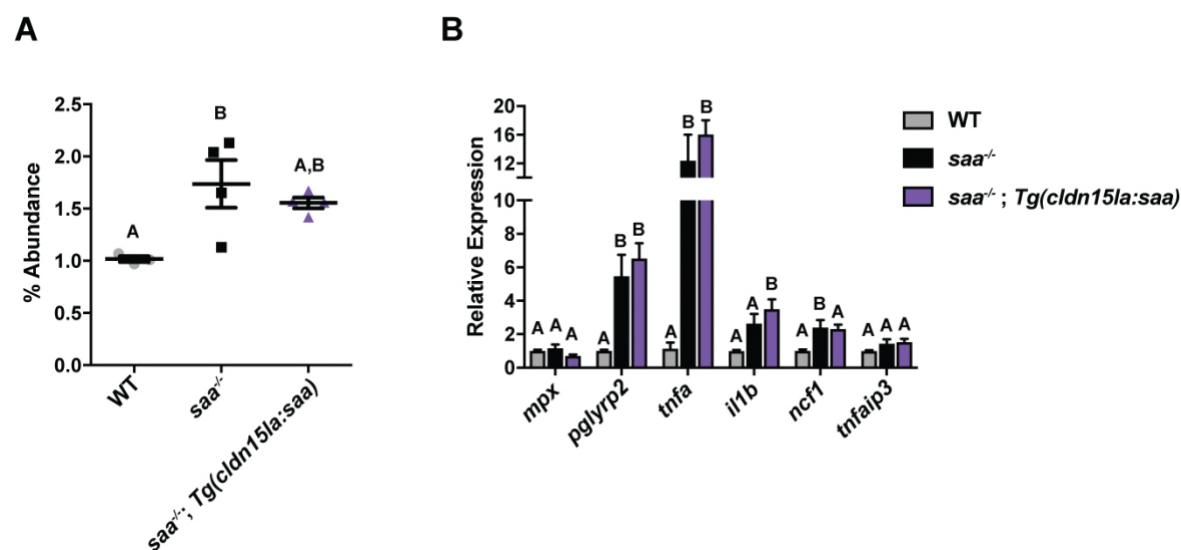 A
B
% Abundance
2.5
2.0
1.5
1.0
0.5
0.0
A
B
A,B
WT
saa-/-
saa-/-; Tg(cldn15la:saa)
Relative Expression
20
16
12
10
8
6
4
2
0
A A A
A B B
A B B
A A B
A B A
A A A
mpx
pglyrp2
tnfa
il1b
ncf1
tnfaip3
WT
saa-/-
saa-/- ; Tg(cldn15la:saa)